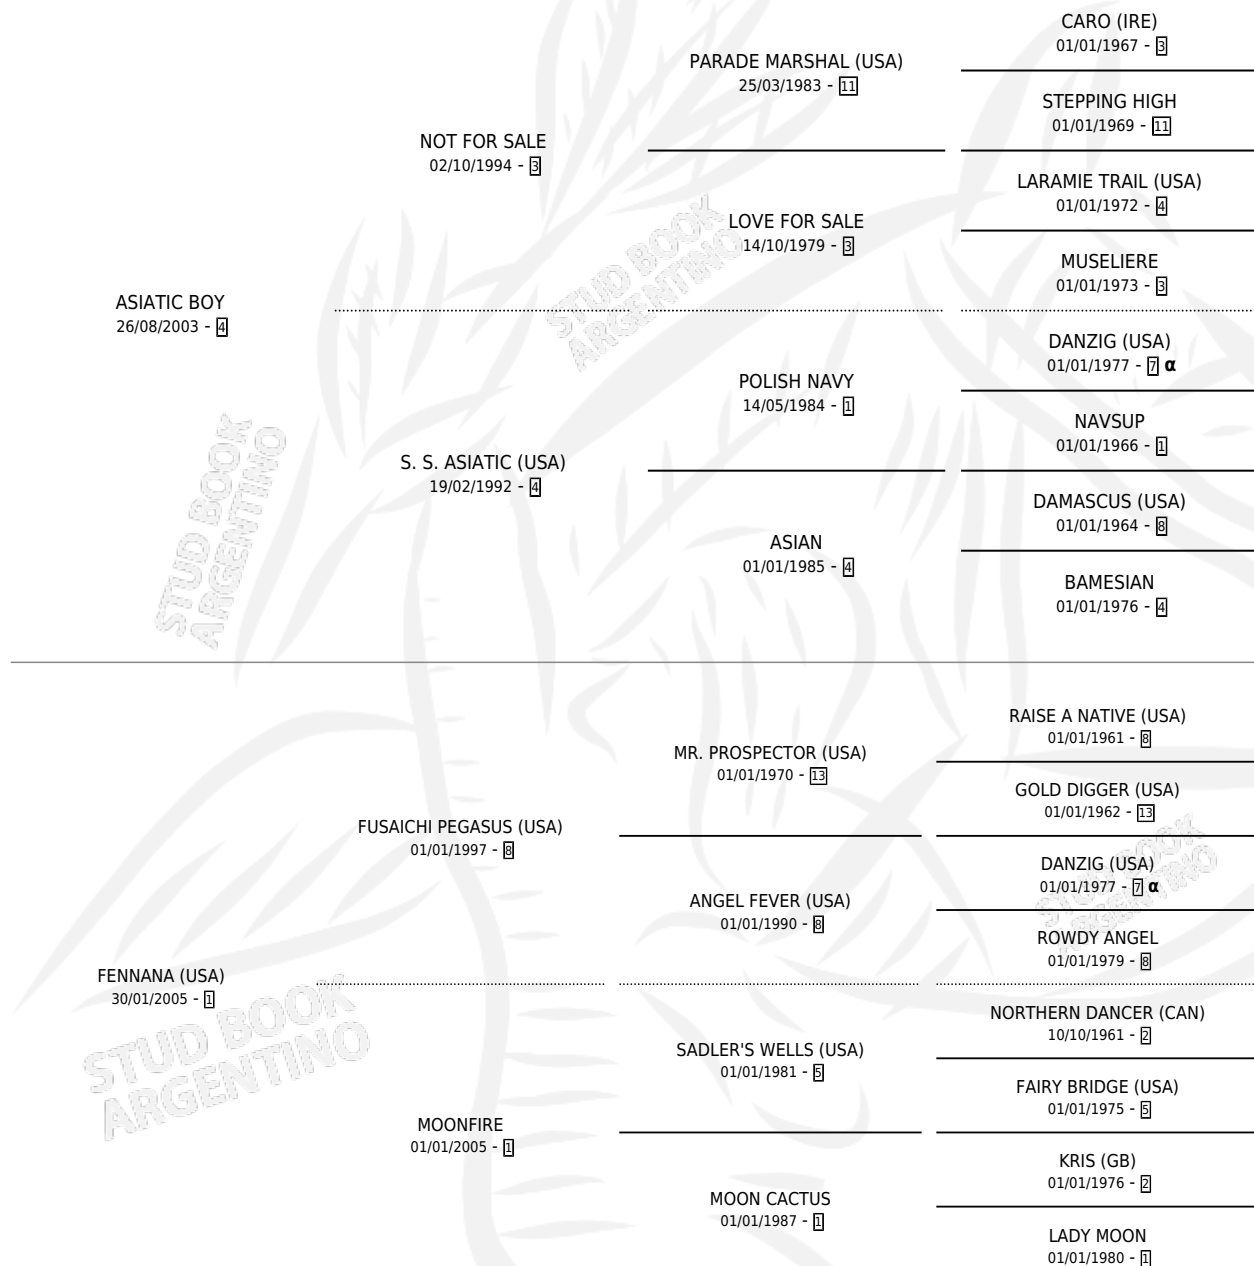 CARO (IRE)
01/01/1967 - 3
PARADE MARSHAL (USA)
25/03/1983 - 11
STEPPING HIGH
01/01/1969 - 11
NOT FOR SALE
02/10/1994 - 3
LARAMIE TRAIL (USA)
01/01/1972 - 4
LOVE FOR SALE
14/10/1979 - 3
MUSELIERE
01/01/1973 - 3
ASIATIC BOY
26/08/2003 - 4
DANZIG (USA)
01/01/1977 - 7 α
POLISH NAVY
14/05/1984 - 1
NAVSUP
01/01/1966 - 1
S. S. ASIATIC (USA)
19/02/1992 - 4
DAMASCUS (USA)
01/01/1964 - 8
ASIAN
01/01/1985 - 4
BAMESIAN
01/01/1976 - 4
RAISE A NATIVE (USA)
01/01/1961 - 8
MR. PROSPECTOR (USA)
01/01/1970 - 13
GOLD DIGGER (USA)
01/01/1962 - 13
FUSAICHI PEGASUS (USA)
01/01/1997 - 8
DANZIG (USA)
01/01/1977 - 7 α
ANGEL FEVER (USA)
01/01/1990 - 8
ROWDY ANGEL
01/01/1979 - 8
FENNANA (USA)
30/01/2005 - 1
NORTHERN DANCER (CAN)
10/10/1961 - 2
SADLER'S WELLS (USA)
01/01/1981 - 5
FAIRY BRIDGE (USA)
01/01/1975 - 5
MOONFIRE
01/01/2005 - 1
KRIS (GB)
01/01/1976 - 2
MOON CACTUS
01/01/1987 - 1
LADY MOON
01/01/1980 - 1
STUD BOOK
ARGENTINO
STUD BOOK
ARGENTINO
STUD BOOK
ARGENTINO
STUD BOOK
ARGENTINO